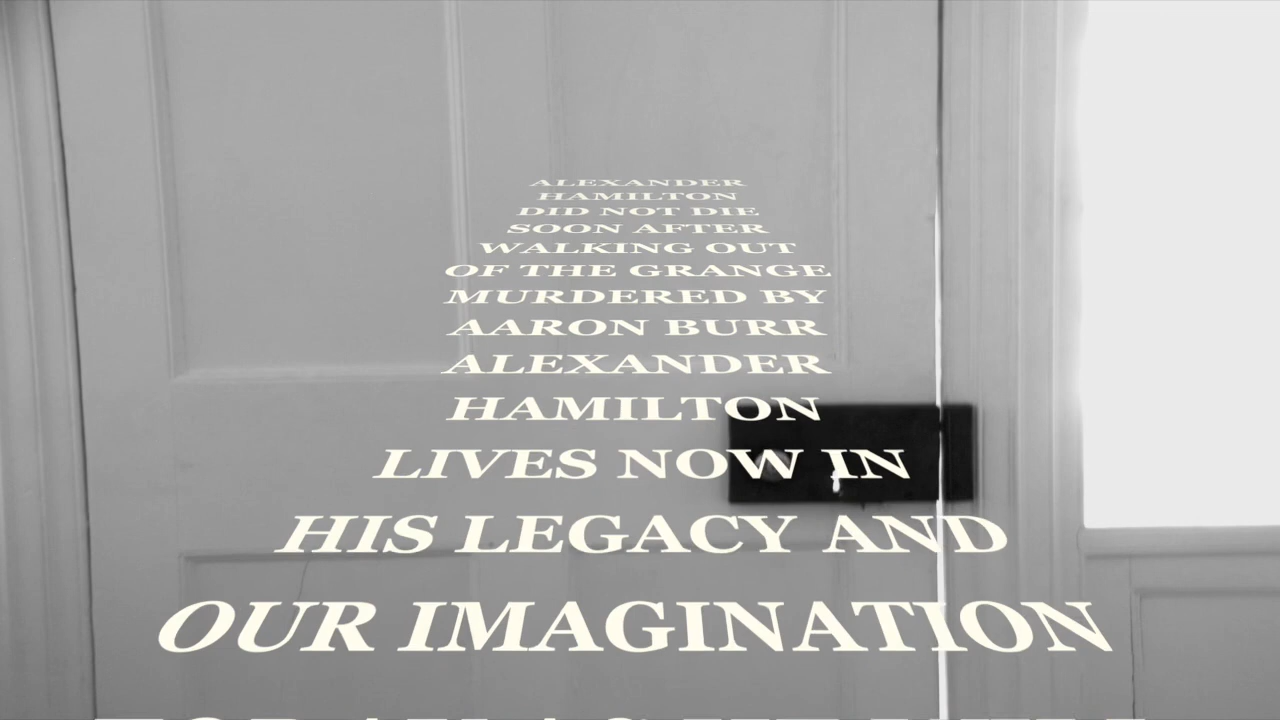 ALEXANDER
HAMILTON
DID NOT DIE
SOON AFTER
WALKING OUT
OF THE GRANGE
MURDERED BY
AARON BURR
ALEXANDER
HAMILTON
LIVES NOW IN
HIS LEGACY AND
OUR IMAGINATION